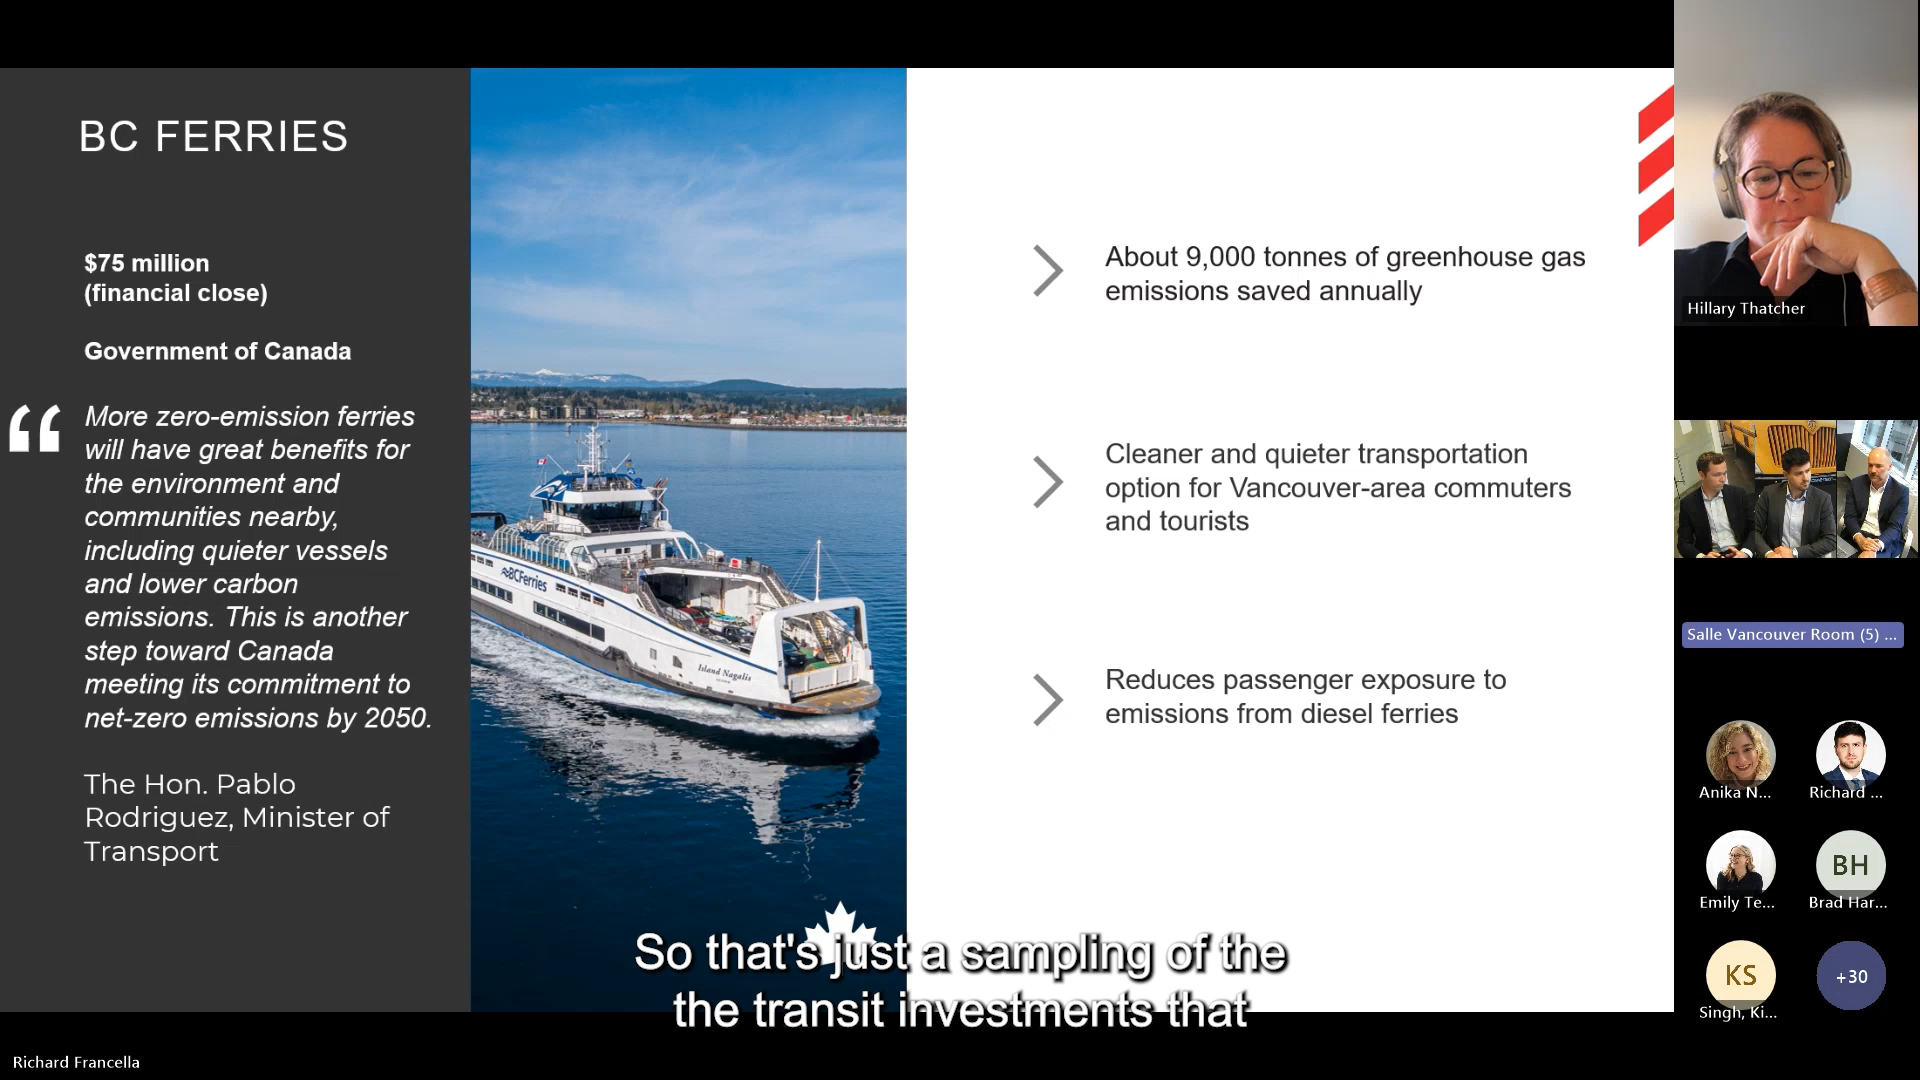 BC FERRIES
$75 million
(financial close)
Government of Canada
“
More zero-emission ferries
will have great benefits for
the environment and
communities nearby,
including quieter vessels
and lower carbon
emissions. This is another
step toward Canada
meeting its commitment to
net-zero emissions by 2050.
The Hon. Pablo
Rodriguez, Minister of
Transport
BCFerries
Island Nagalis
About 9,000 tonnes of greenhouse gas
emissions saved annually
Cleaner and quieter transportation
option for Vancouver-area commuters
and tourists
Reduces passenger exposure to
emissions from diesel ferries
So that's just a sampling of the
the transit investments that
Richard Francella
Hillary Thatcher
Salle Vancouver Room (5) ...
Anika N...
Richard ...
Emily Te...
BH
Brad Har...
KS
Singh, Ki...
+30